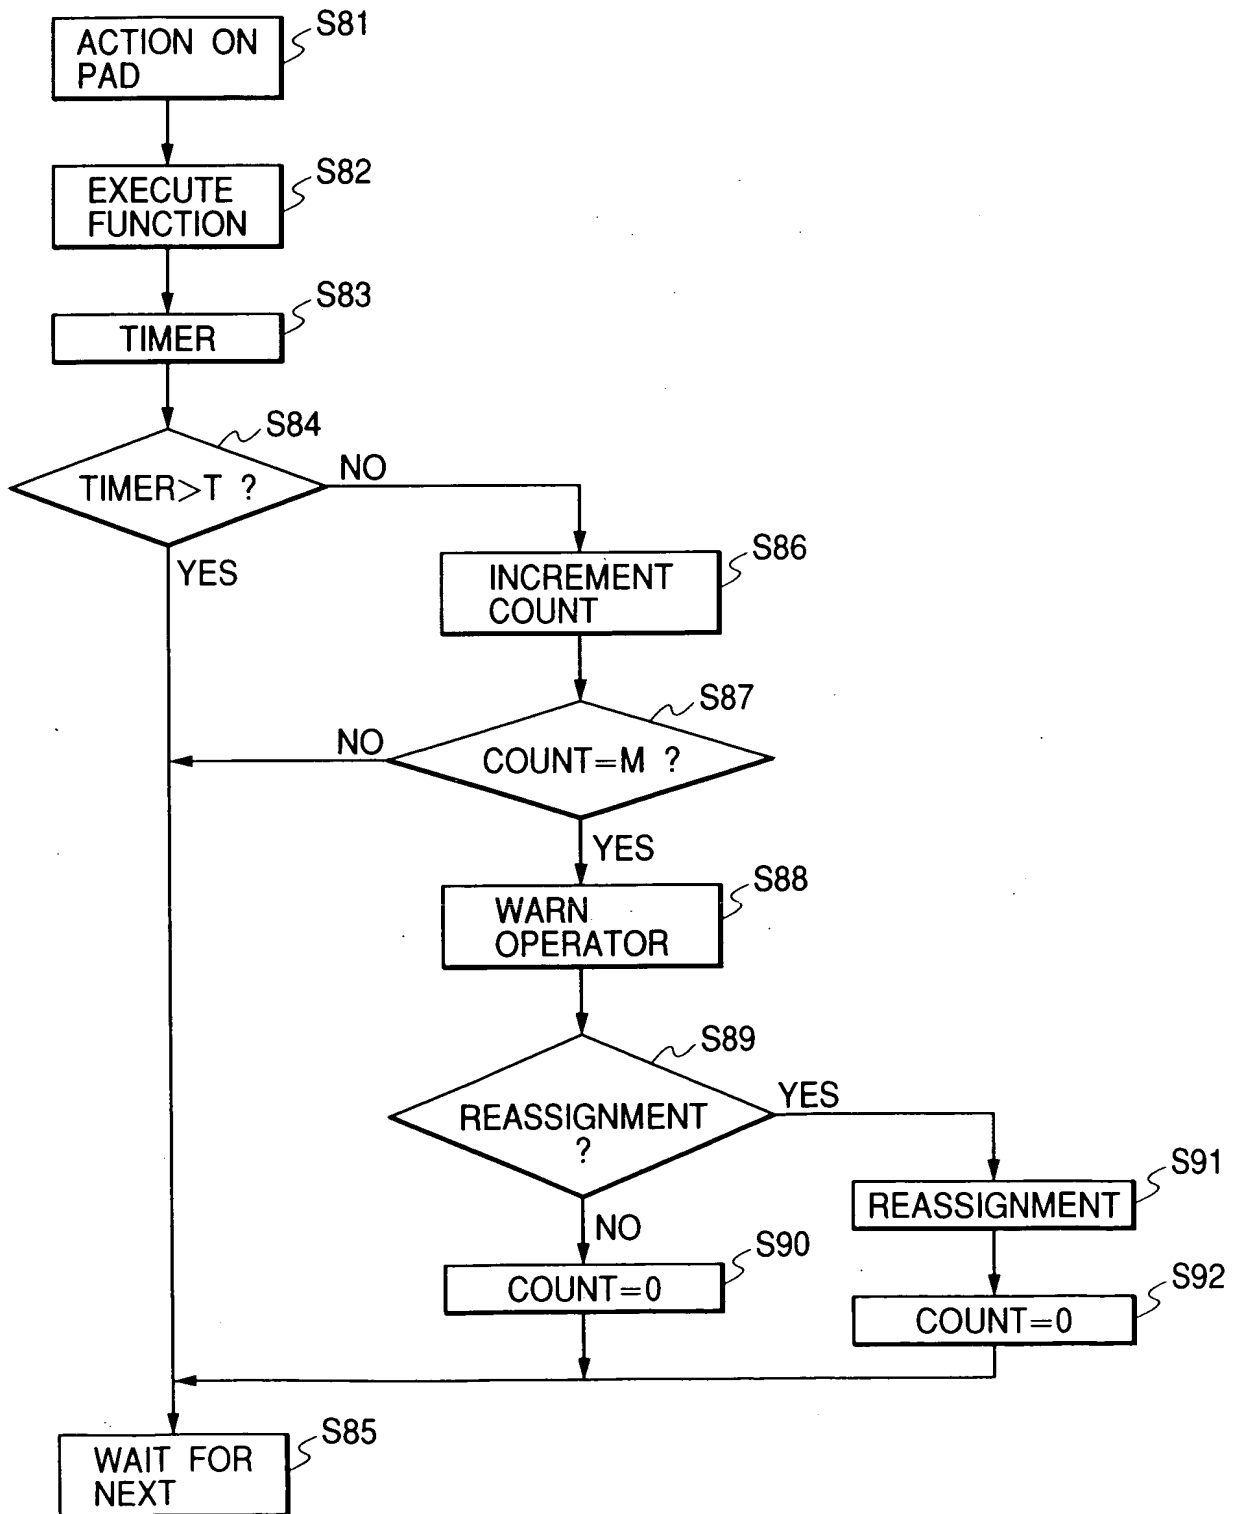 S81
ACTION ON
PAD
S82
EXECUTE
FUNCTION
S83
TIMER
S84
TIMER>T ?
NO
YES
S86
INCREMENT
COUNT
S87
COUNT=M ?
NO
YES
S88
WARN
OPERATOR
S89
REASSIGNMENT
?
YES
NO
S91
REASSIGNMENT
S90
COUNT=0
S92
COUNT=0
S85
WAIT FOR
NEXT